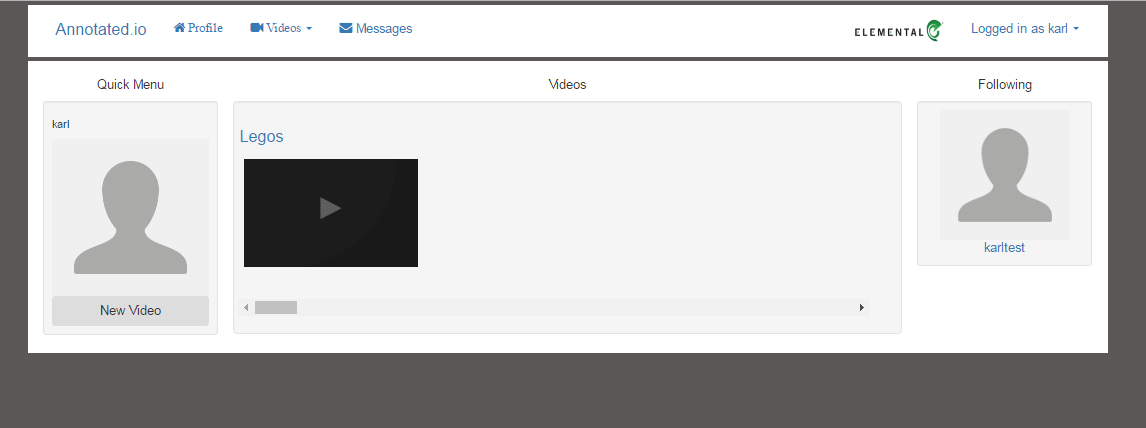 Annotated.io
Profile
Videos
Messages
ELEMENTAL
Logged in as karl
Quick Menu
karl
New Video
Videos
Legos
Following
karltest